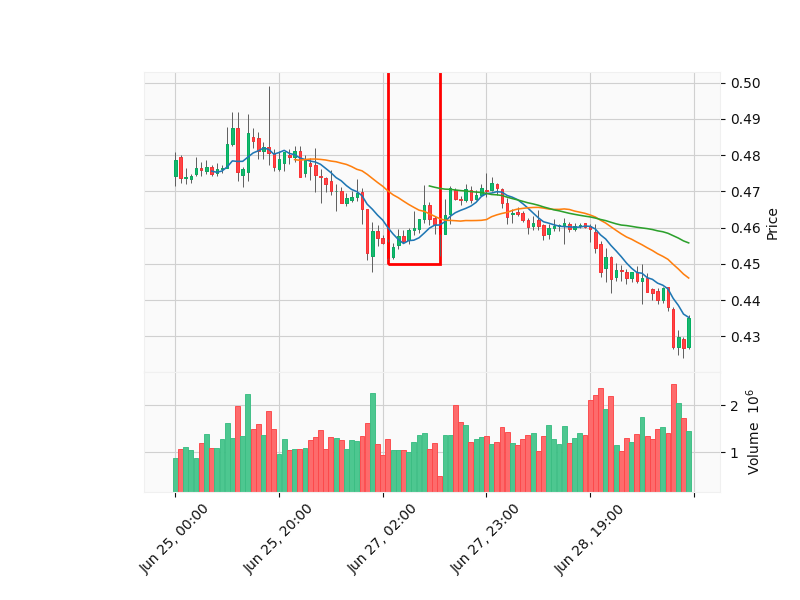 0.50
0.49
0.48
0.47
0.46
0.45
0.44
0.43
Price
2
1
Volume 10^6
Jun 25, 00:00
Jun 25, 20:00
Jun 27, 02:00
Jun 27, 23:00
Jun 28, 19:00